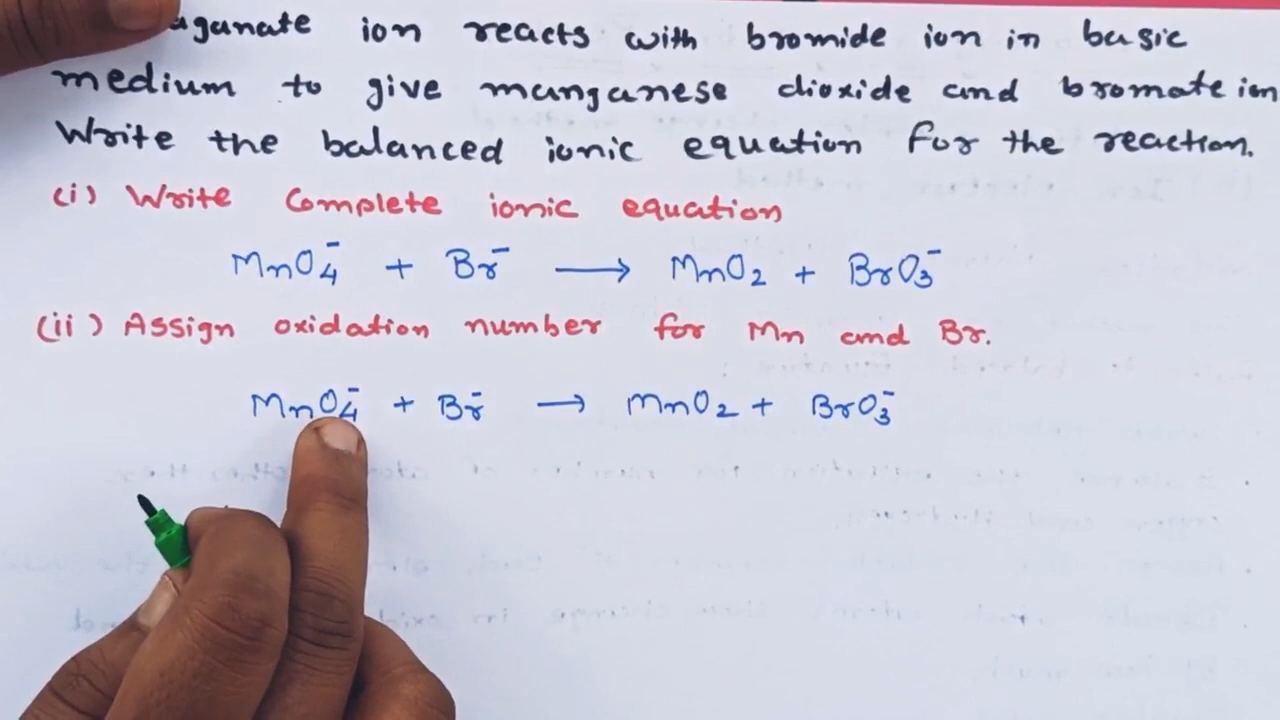 ganate ion reacts with bromide ion in basic
medium to give manganese dioxide and bromate ion
Write the balanced ionic equation for the reaction.
(i) Write Complete ionic equation
MnO₄⁻ + Br⁻ ⟶ MnO₂ + BrO₃⁻
(ii) Assign oxidation number for Mn and Br.
MnO₄⁻ + Br⁻ ⟶ MnO₂ + BrO₃⁻